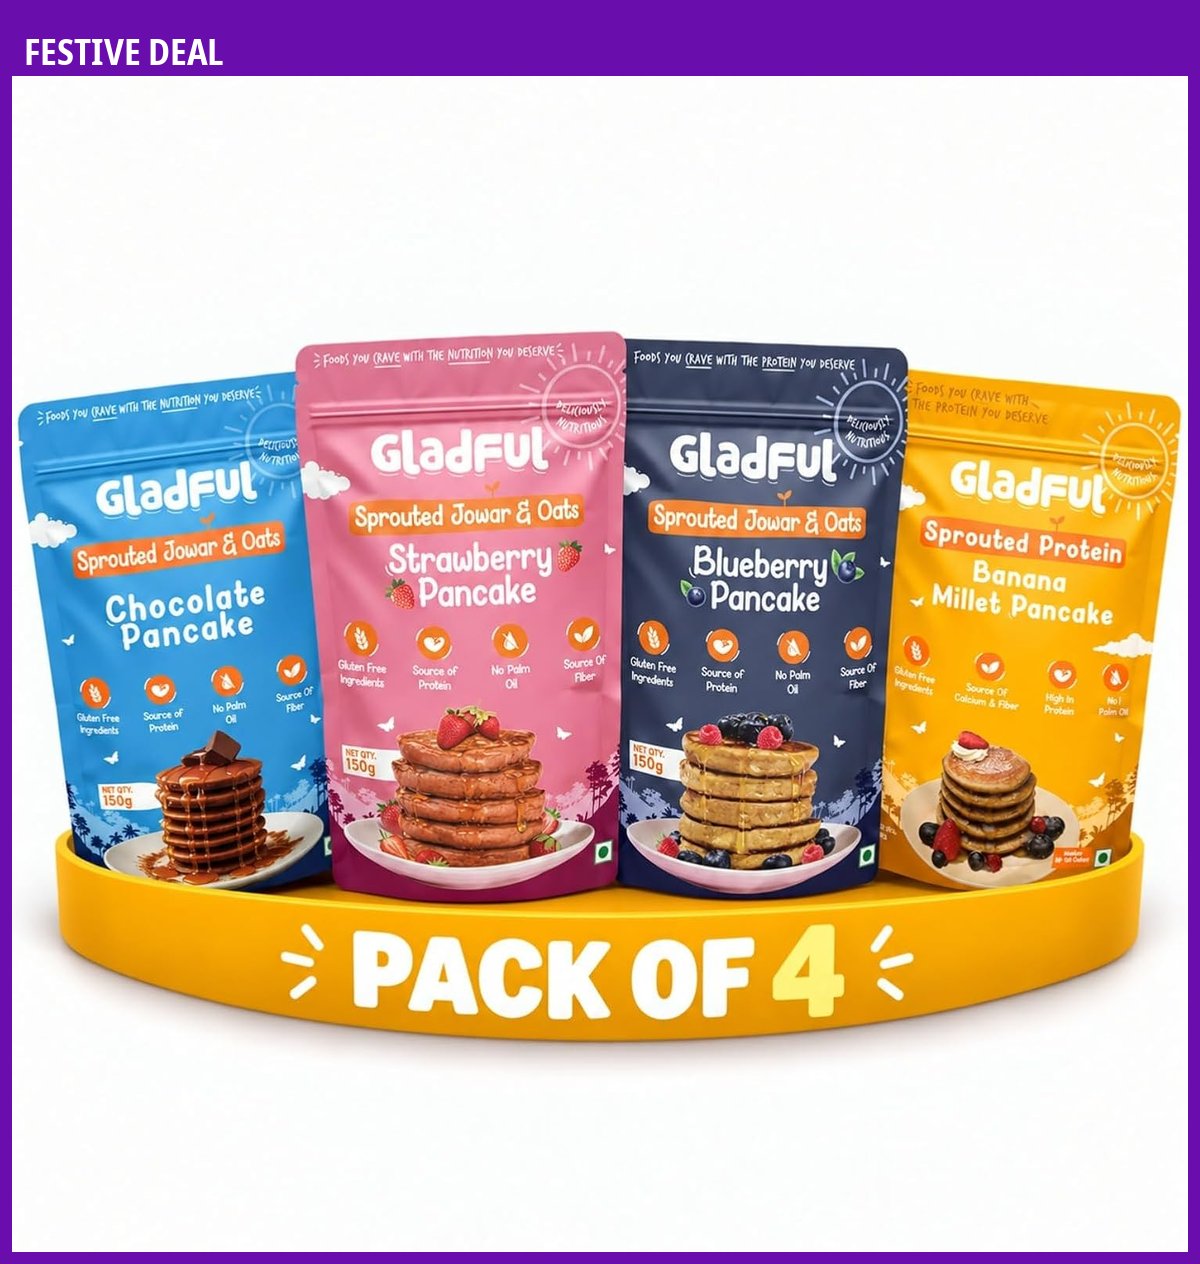 FESTIVE DEAL
FOODS YOU CRAVE WITH THE NUTRITION YOU DESERVE
DELICIOUSLY
NUTRITIOUS
GLadFUL
Sprouted Jowar & Oats
Chocolate
Pancake
Gluten Free
Ingredients
Source of
Protein
No Palm
Oil
Source Of
Fiber
NET QTY.
150g
FOODS YOU CRAVE WITH THE NUTRITION YOU DESERVE
DELICIOUSLY
NUTRITIOUS
GLadFUL
Sprouted Jowar & Oats
Strawberry
Pancake
Gluten Free
Ingredients
Source of
Protein
No Palm
Oil
Source Of
Fiber
NET QTY.
150g
FOODS YOU CRAVE WITH THE PROTEIN YOU DESERVE
DELICIOUSLY
NUTRITIOUS
GLadFUL
Sprouted Jowar & Oats
Blueberry
Pancake
Gluten Free
Ingredients
Source of
Protein
No Palm
Oil
Source Of
Fiber
NET QTY.
150g
FOODS YOU CRAVE WITH
THE PROTEIN YOU DESERVE
DELICIOUSLY
NUTRITIOUS
GLadFUL
Sprouted Protein
Banana
Millet Pancake
Gluten Free
Ingredients
Source Of
Calcium & Fiber
High In
Protein
No
Palm Oil
PACK OF 4